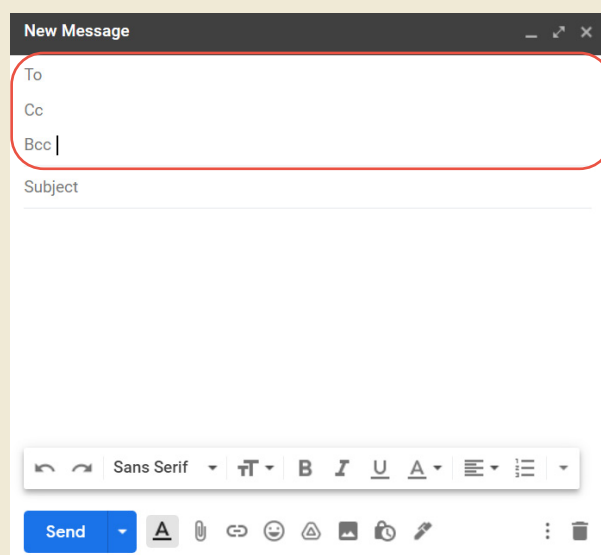 New Message
To
Cc
Bcc
Subject
Sans Serif
B I U A
Send A